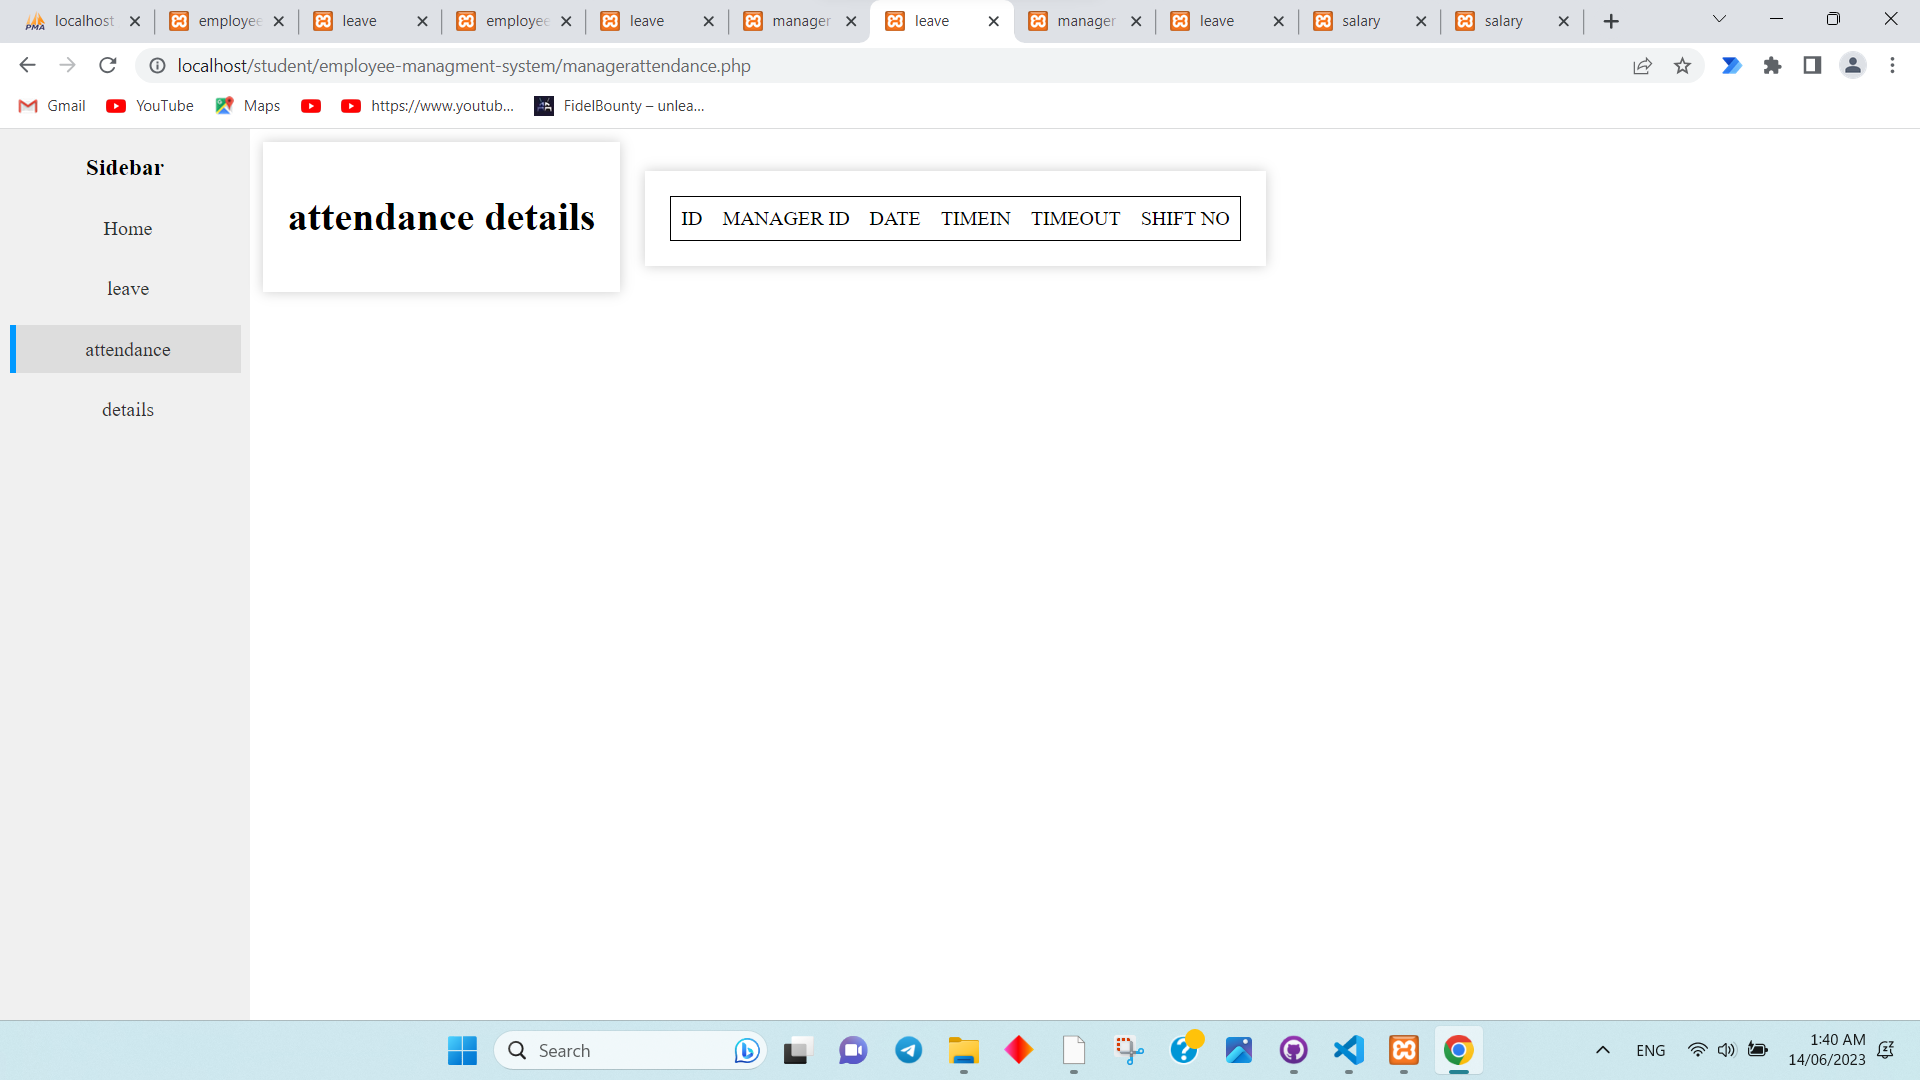 localhost
employee
leave
employee
leave
manager
leave
manager
leave
salary
salary
localhost/student/employee-managment-system/managerattendance.php
Gmail
YouTube
Maps
https://www.youtub...
FidelBounty – unlea...
Sidebar
Home
leave
attendance
details
attendance details
ID MANAGER ID DATE TIMEIN TIMEOUT SHIFT NO
Search
ENG
1:40 AM
14/06/2023